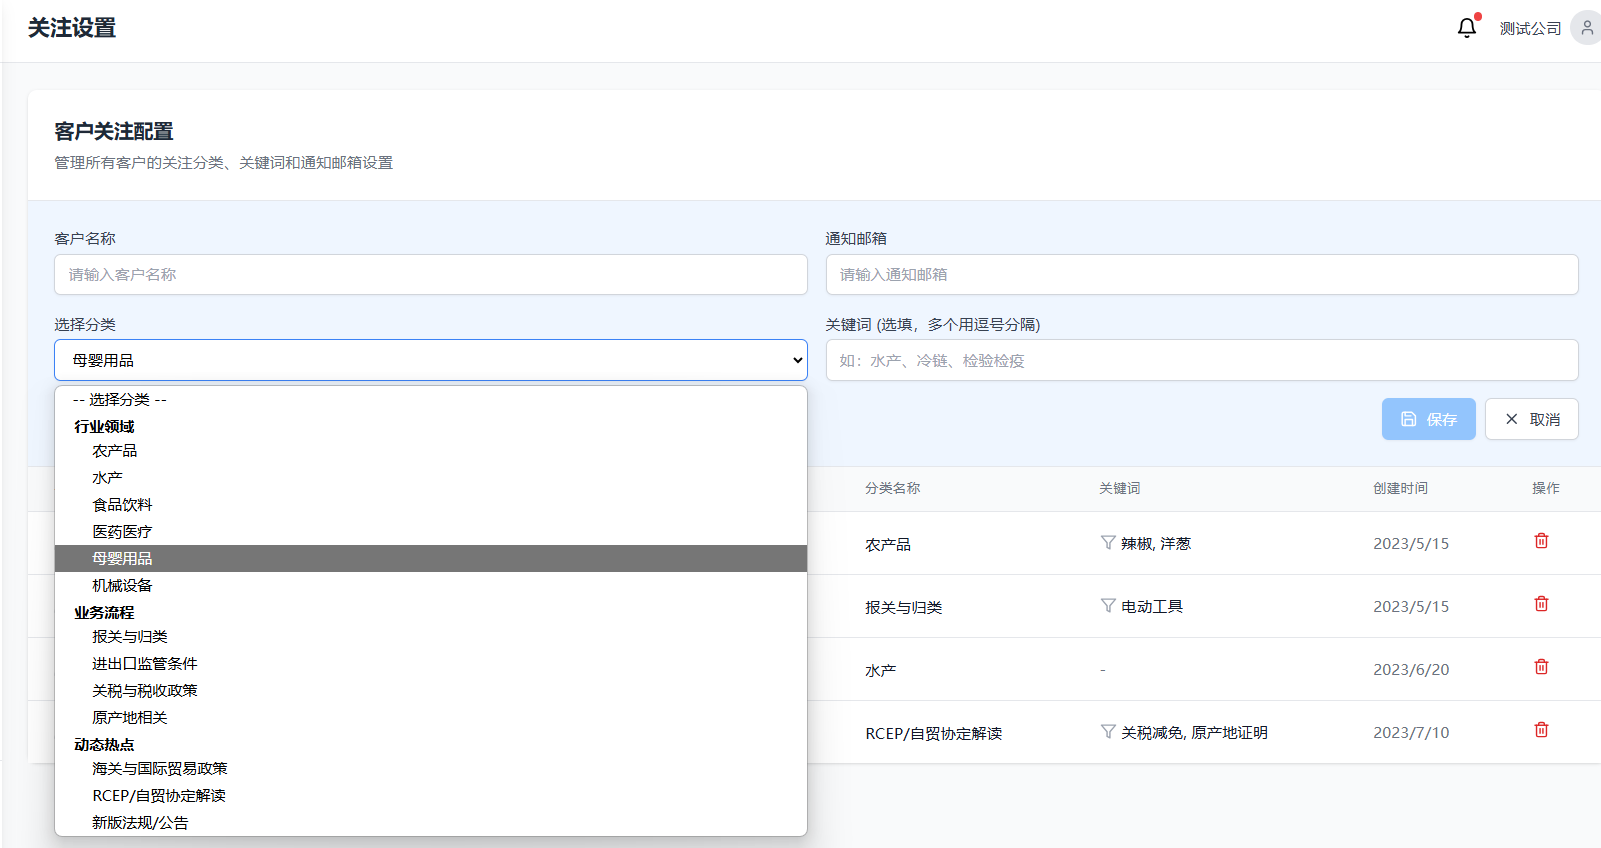 关注设置
测试公司
客户关注配置
管理所有客户的关注分类、关键词和通知邮箱设置
客户名称
通知邮箱
请输入客户名称
请输入通知邮箱
选择分类
关键词 (选填，多个用逗号分隔)
母婴用品
如：水产、冷链、检验检疫
-- 选择分类 --
行业领域
农产品
水产
食品饮料
医药医疗
母婴用品
机械设备
业务流程
报关与归类
进出口监管条件
关税与税收政策
原产地相关
动态热点
海关与国际贸易政策
RCEP/自贸协定解读
新版法规/公告
保存
取消
分类名称 关键词 创建时间 操作
农产品 辣椒, 洋葱 2023/5/15
报关与归类 电动工具 2023/5/15
水产 - 2023/6/20
RCEP/自贸协定解读 关税减免, 原产地证明 2023/7/10